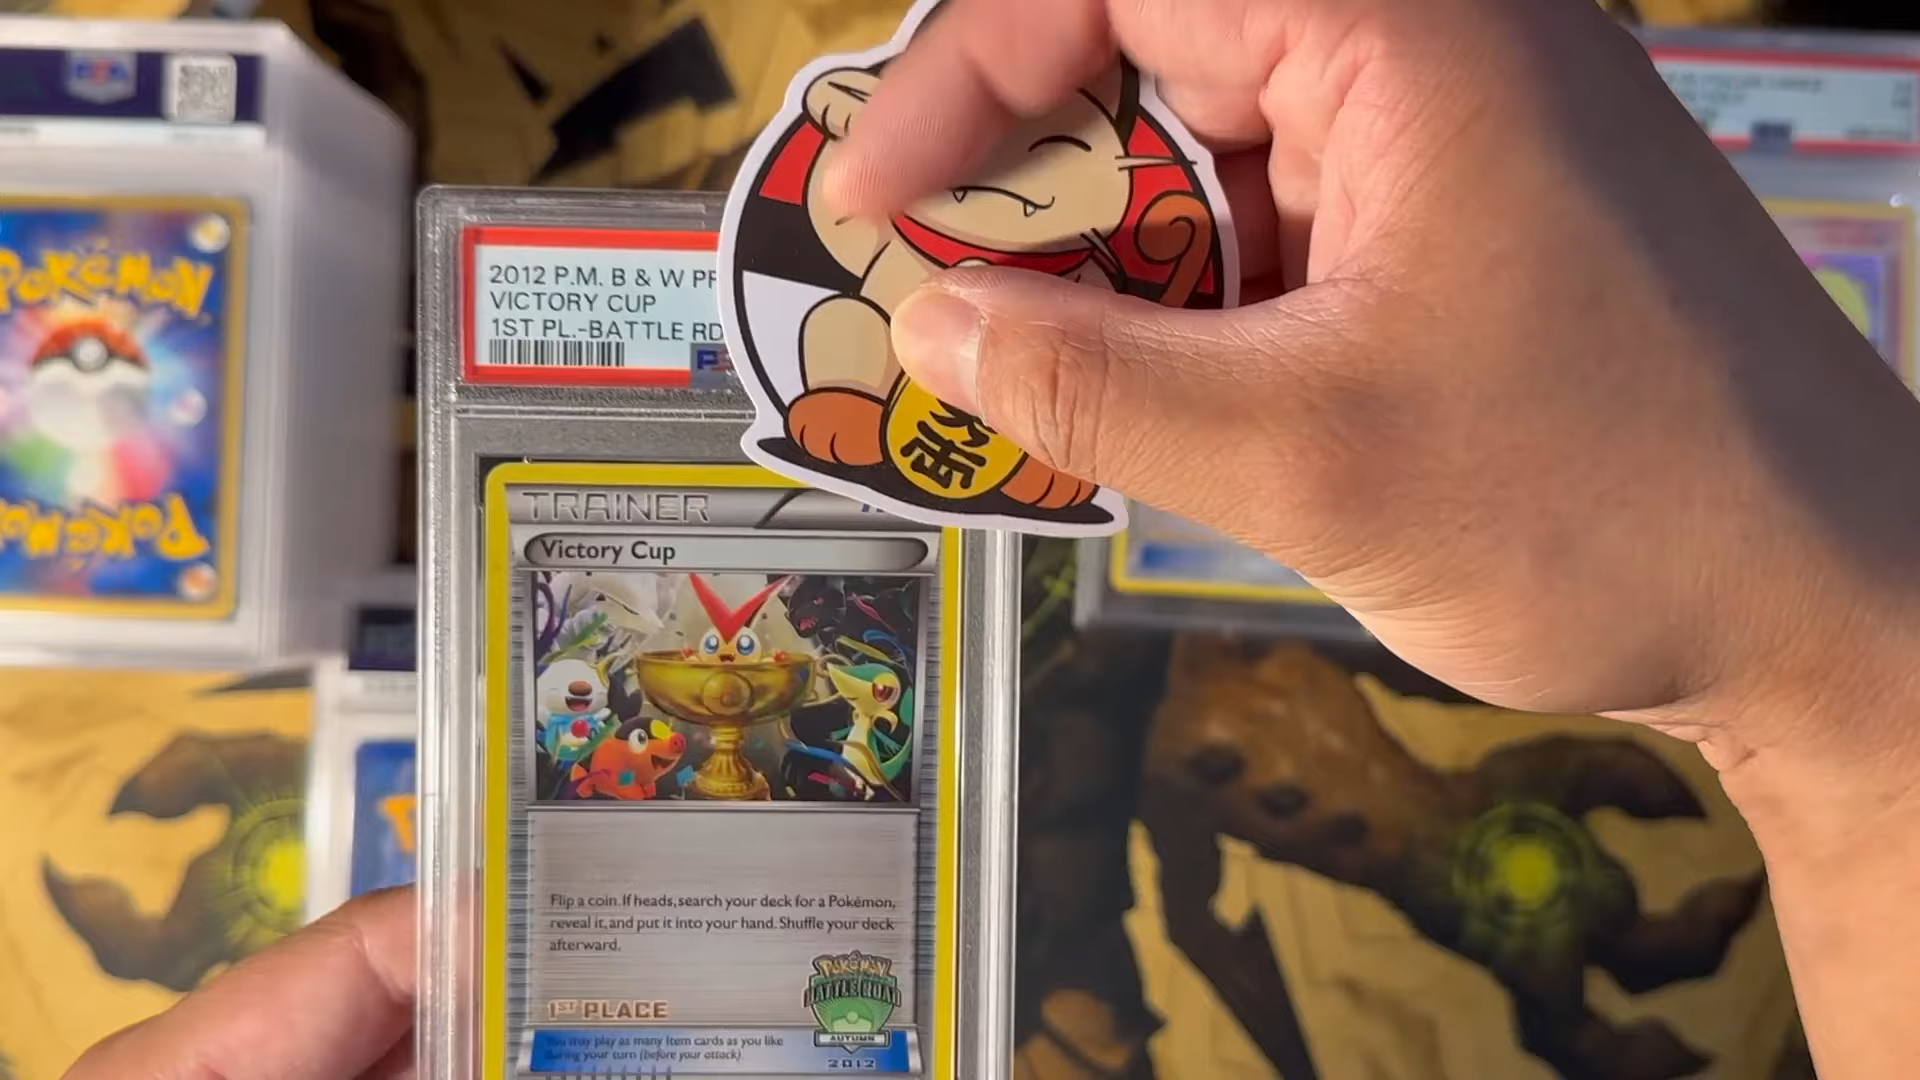 2012 P.M. B & W PR
VICTORY CUP
1ST PL.-BATTLE RD
TRAINER
Victory Cup
Flip a coin. If heads, search your deck for a Pokémon,
reveal it, and put it into your hand. Shuffle your deck
afterward.
POKÉMON
BATTLE ROAD
AUTUMN
2012
1ST PLACE
You may play as many Item cards as you like
during your turn (before your attack).
POKéMON
POKéMON